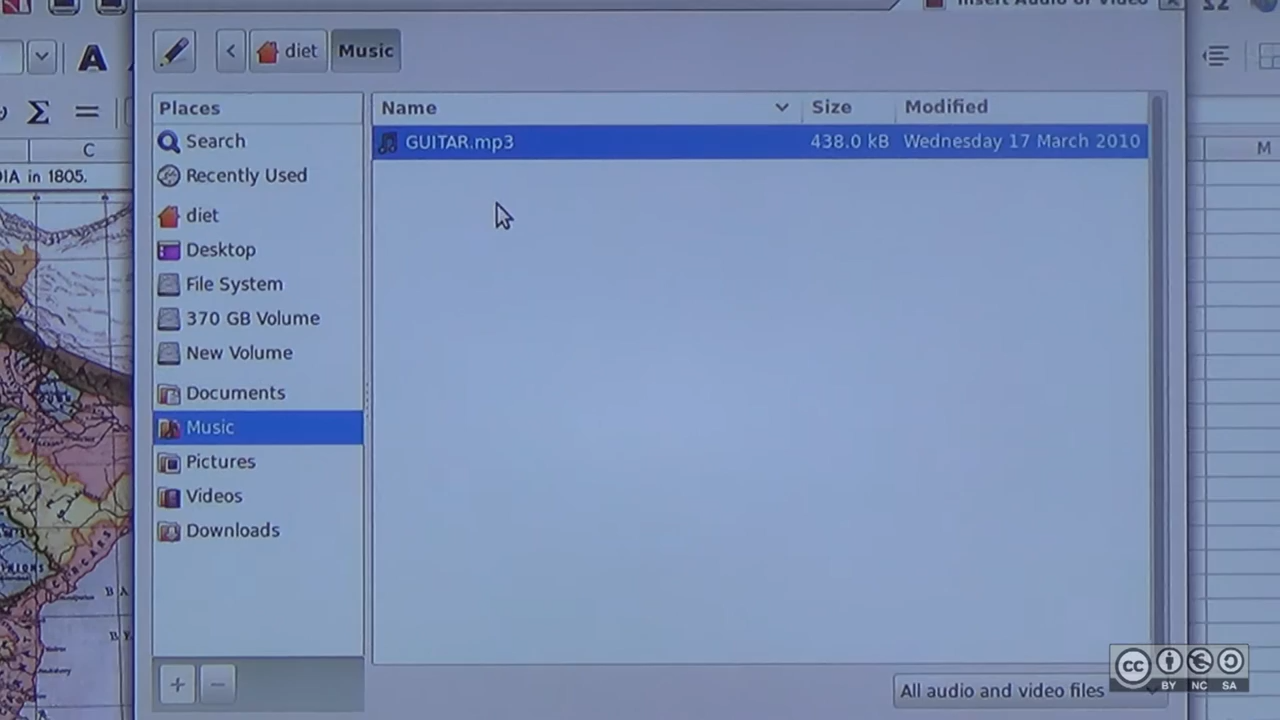 Insert Audio or Video
diet
Music
Places
Name
Size
Modified
Search
GUITAR.mp3
438.0 kB
Wednesday 17 March 2010
Recently Used
diet
Desktop
File System
370 GB Volume
New Volume
Documents
Music
Pictures
Videos
Downloads
All audio and video files
C
M
IA in 1805.
cc
BY NC SA